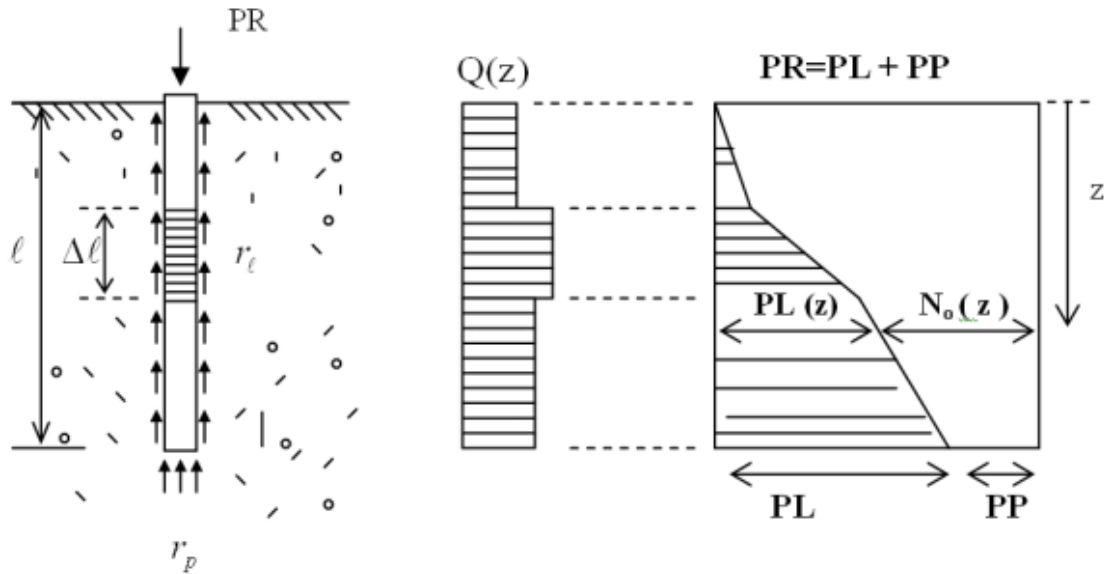 PR
Q(z)
PR=PL + PP
z
ℓ
Δℓ
r_ℓ
PL (z)
N_o ( z )
PL
PP
r_p